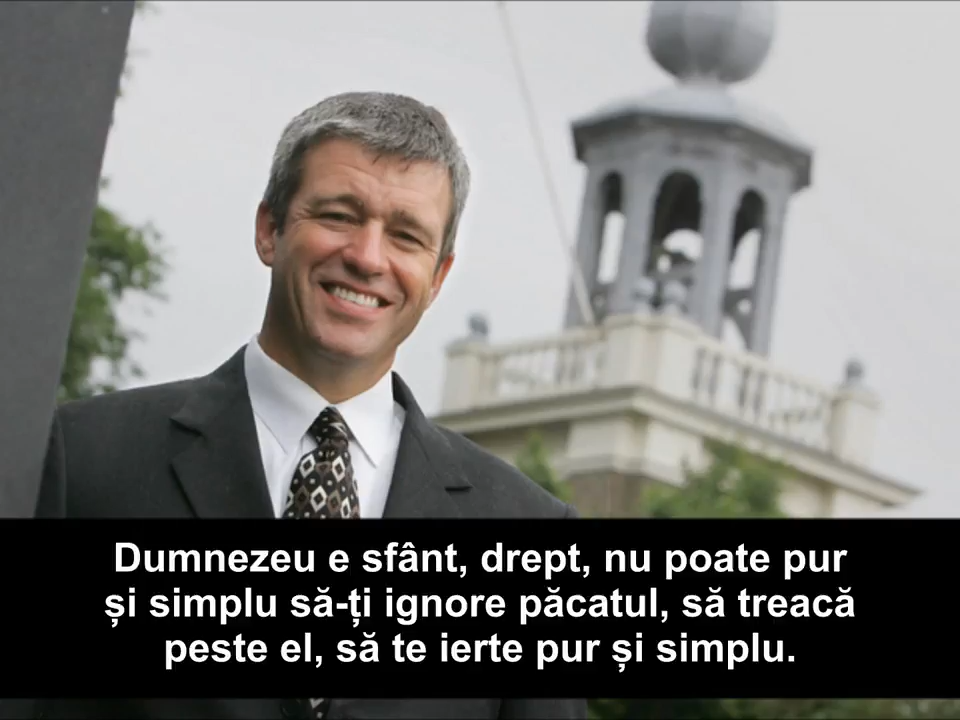 Dumnezeu e sfânt, drept, nu poate pur
și simplu să-ți ignore păcatul, să treacă
peste el, să te ierte pur și simplu.